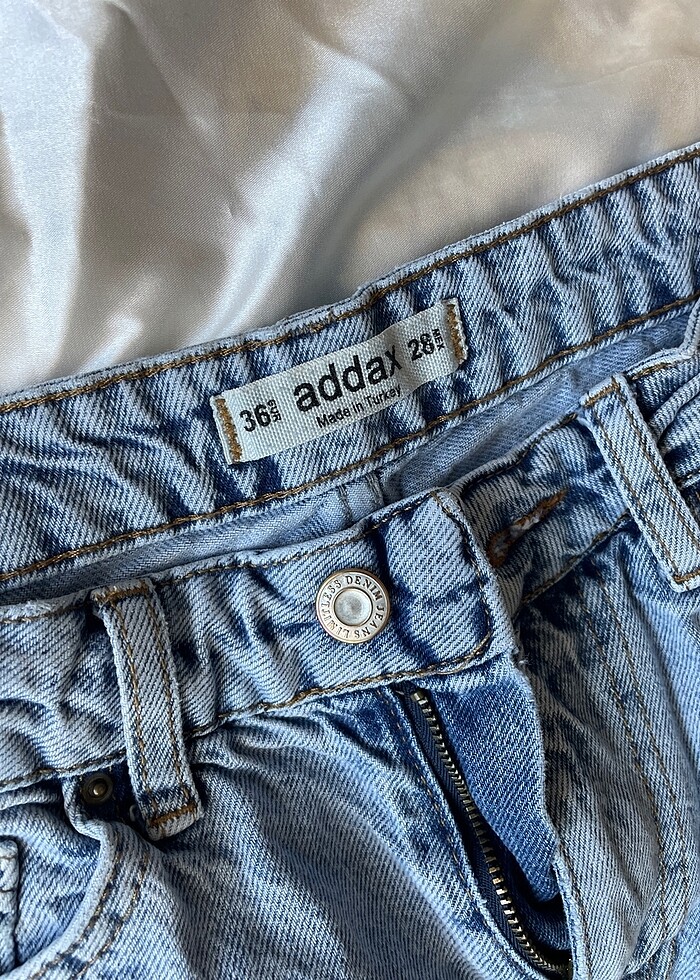 36 addax 28
Made in Turkey
LIMITLESS DENIM JEANS